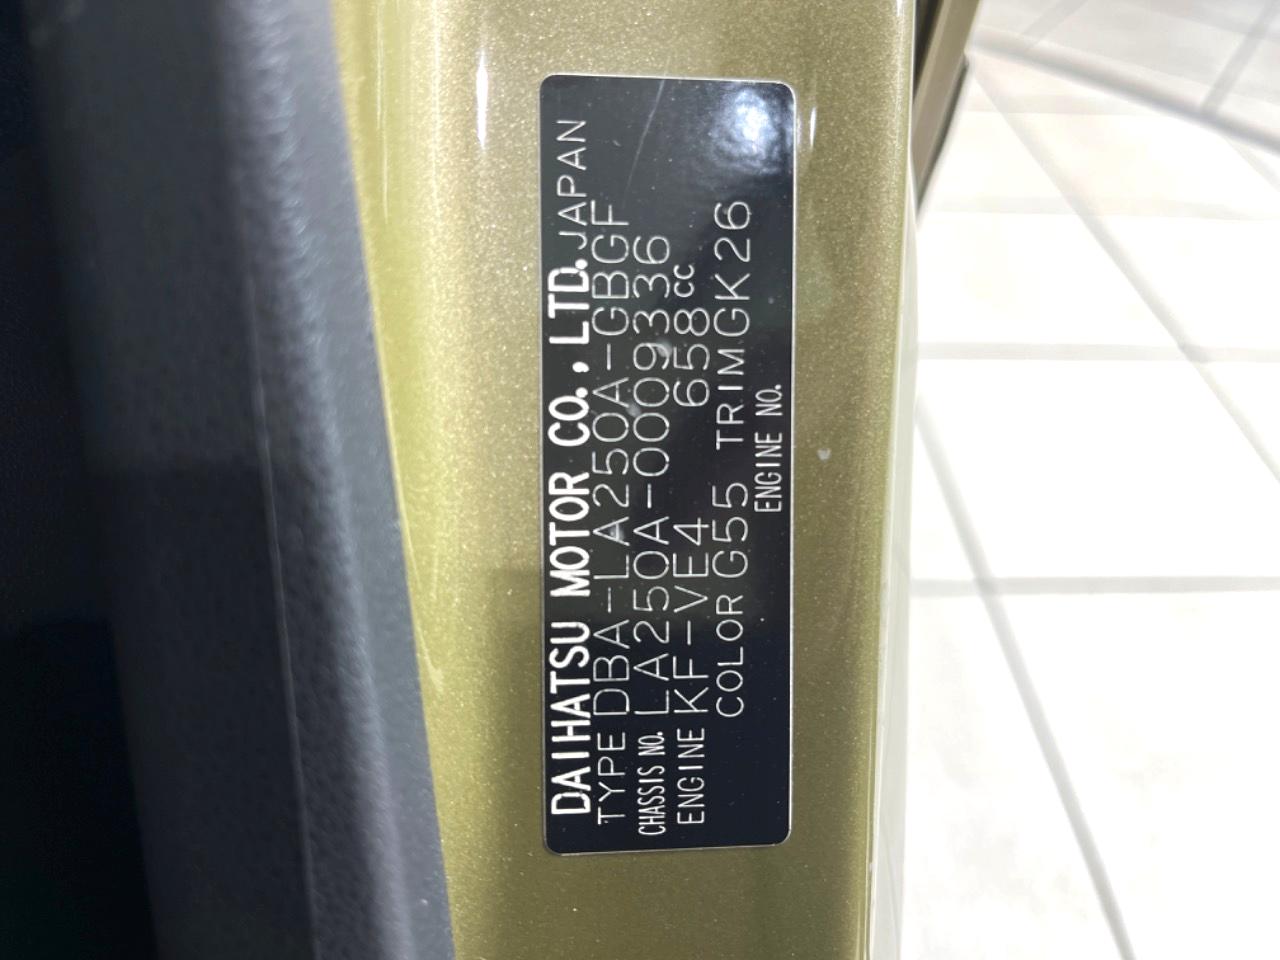 DAIHATSU MOTOR CO., LTD. JAPAN
TYPE DBA-LA250A-GBGF
CHASSIS NO. LA250A-0009336
ENGINE KF-VE4 658cc
COLOR G55 TRIM GK26
ENGINE NO.